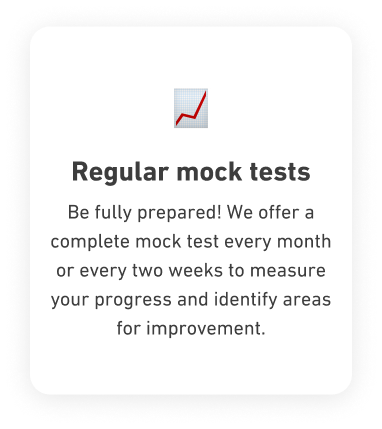 Regular mock tests
Be fully prepared! We offer a
complete mock test every month
or every two weeks to measure
your progress and identify areas
for improvement.